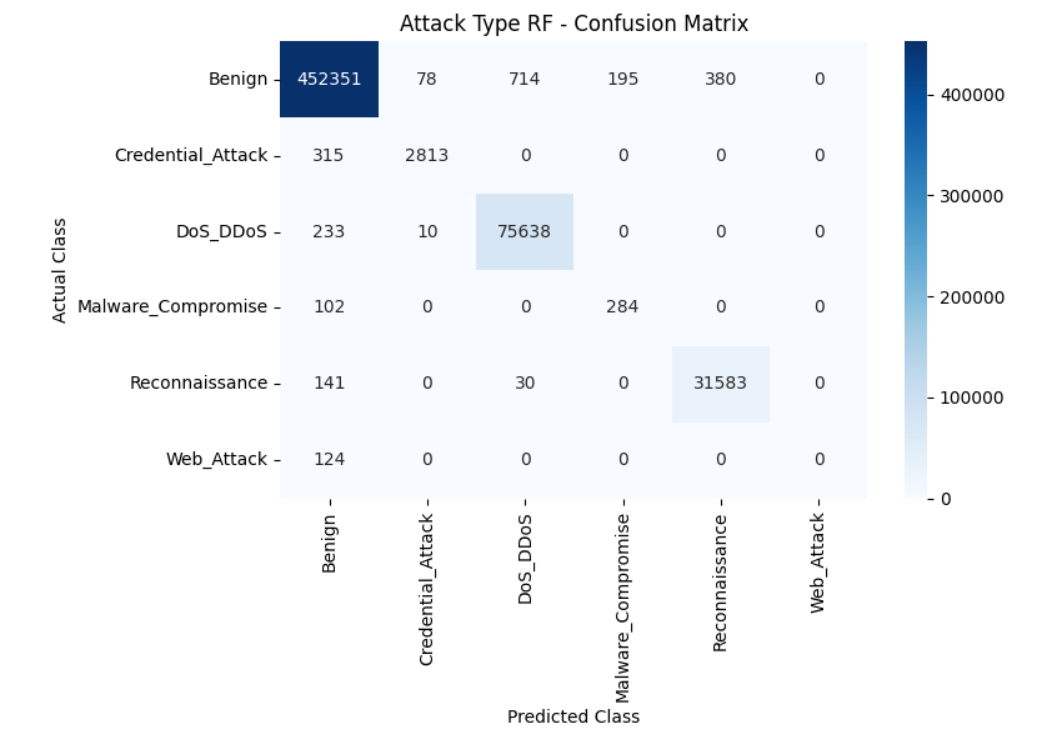 Attack Type RF - Confusion Matrix
Benign 452351 78 714 195 380 0
Credential_Attack 315 2813 0 0 0 0
DoS_DDoS 233 10 75638 0 0 0
Malware_Compromise 102 0 0 284 0 0
Reconnaissance 141 0 30 0 31583 0
Web_Attack 124 0 0 0 0 0
Actual Class
Benign
Credential_Attack
DoS_DDoS
Malware_Compromise
Reconnaissance
Web_Attack
Predicted Class
400000
300000
200000
100000
0